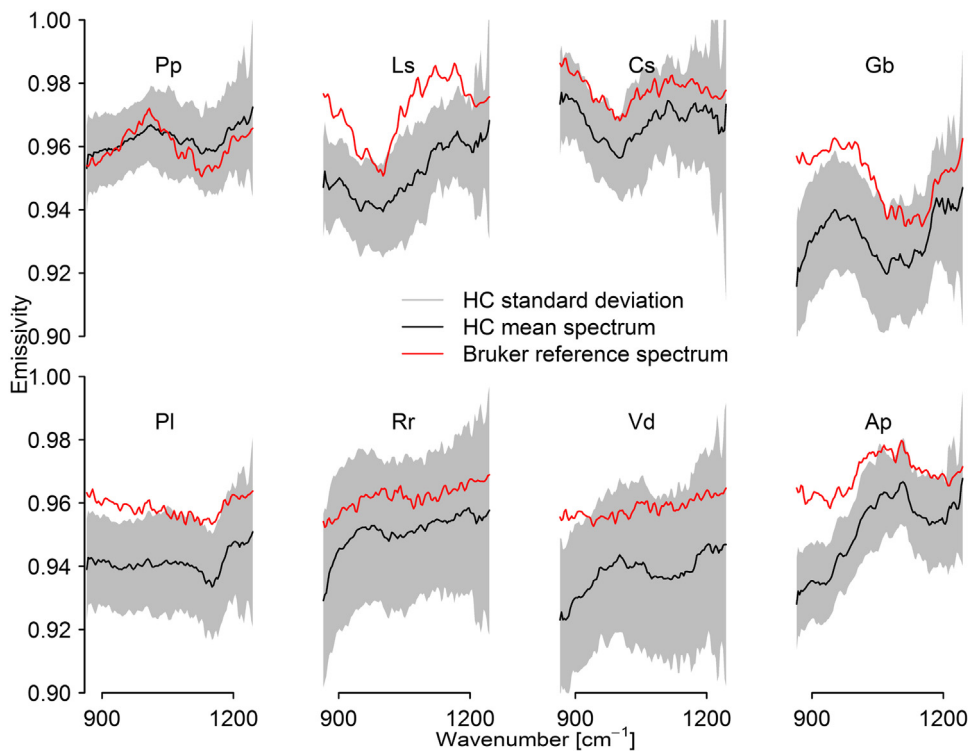 1.00
0.98
0.96
0.94
0.92
0.90
Pp
Ls
Cs
Gb
HC standard deviation
HC mean spectrum
Bruker reference spectrum
Emissivity
1.00
0.98
0.96
0.94
0.92
0.90
Pl
Rr
Vd
Ap
900 1200 900 1200 900 1200 900 1200
Wavenumber [cm⁻¹]